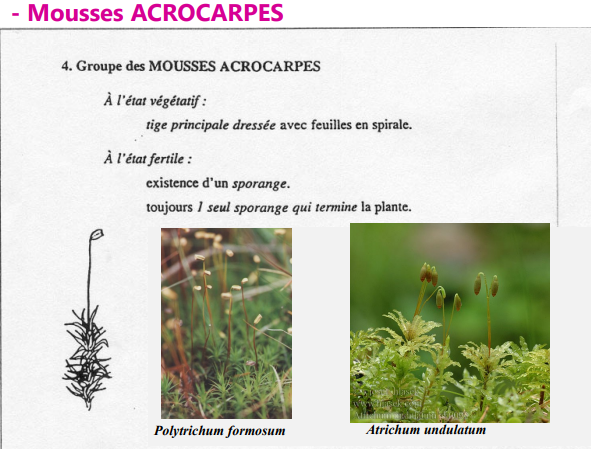 - Mousses ACROCARPES
4. Groupe des MOUSSES ACROCARPES
À l'état végétatif :
tige principale dressée avec feuilles en spirale.
À l'état fertile :
existence d'un sporange.
toujours 1 seul sporange qui termine la plante.
Polytrichum formosum
Atrichum undulatum